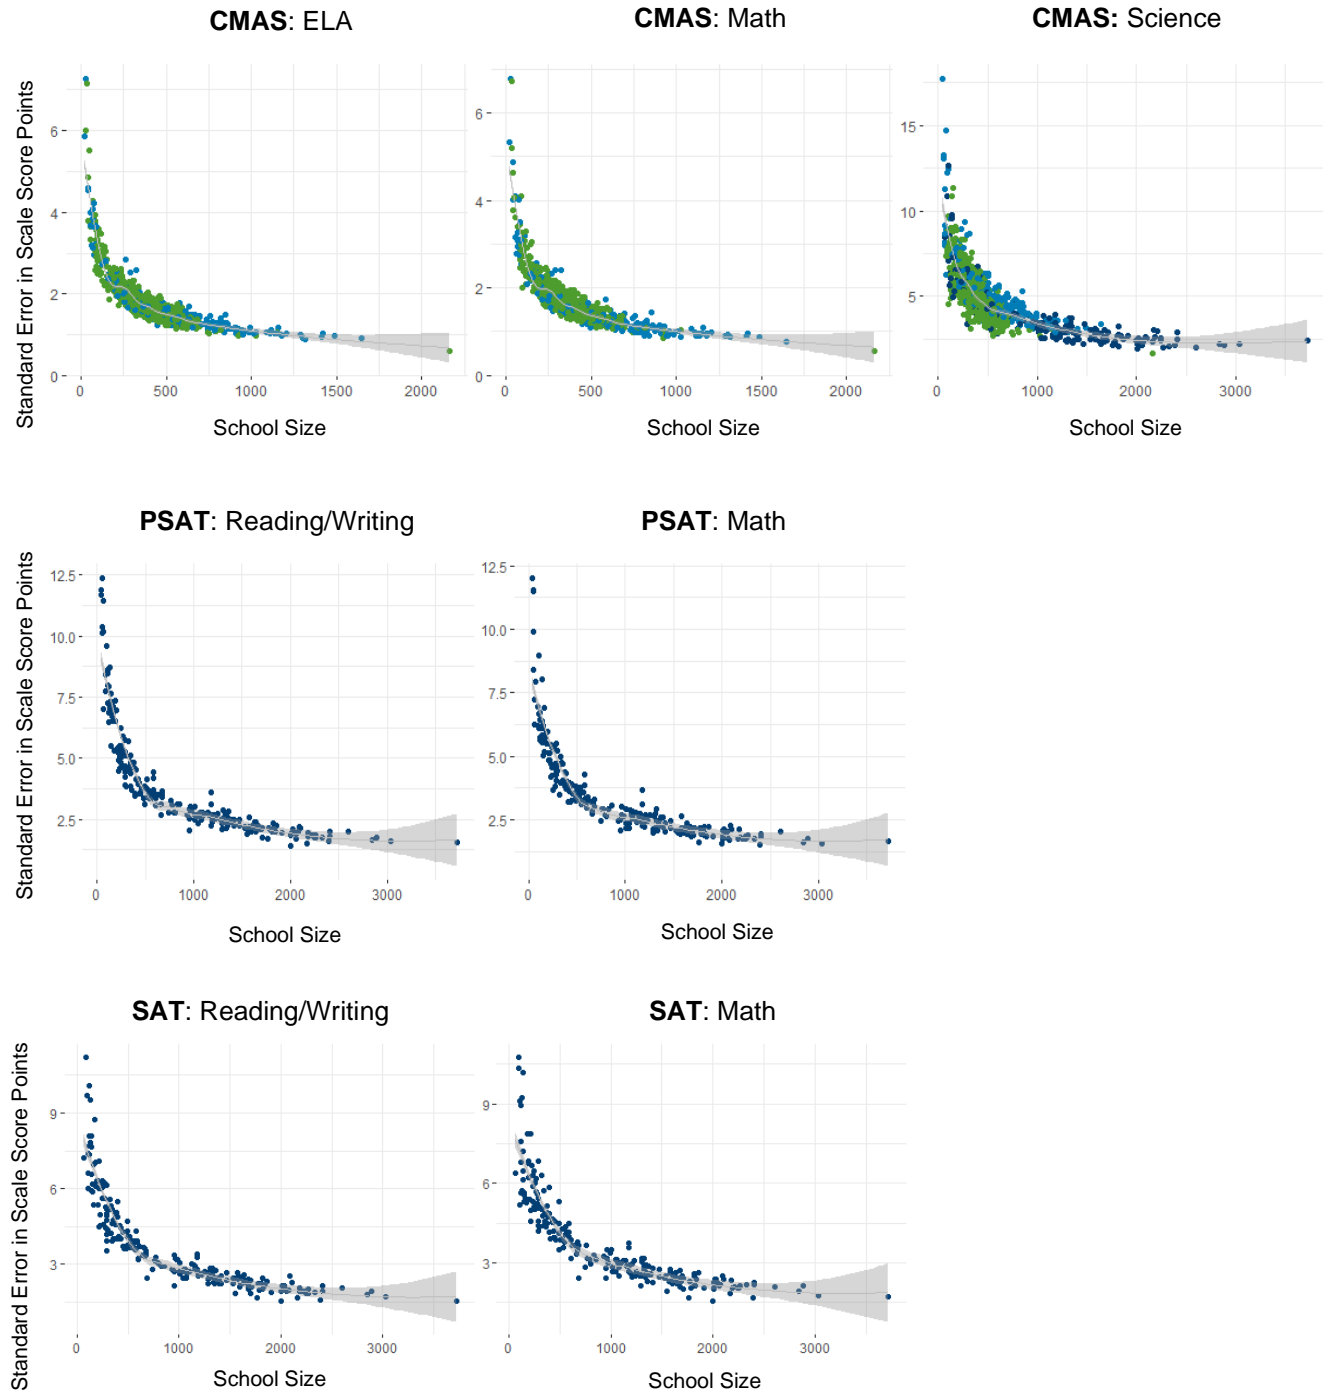 CMAS: ELA
CMAS: Math
CMAS: Science
Standard Error in Scale Score Points
6
4
2
0
0 500 1000 1500 2000
School Size
6
4
2
0
0 500 1000 1500 2000
School Size
15
10
5
0 1000 2000 3000
School Size
PSAT: Reading/Writing
PSAT: Math
Standard Error in Scale Score Points
12.5
10.0
7.5
5.0
2.5
0 1000 2000 3000
School Size
12.5
10.0
7.5
5.0
2.5
0 1000 2000 3000
School Size
SAT: Reading/Writing
SAT: Math
Standard Error in Scale Score Points
9
6
3
0 1000 2000 3000
School Size
9
6
3
0 1000 2000 3000
School Size